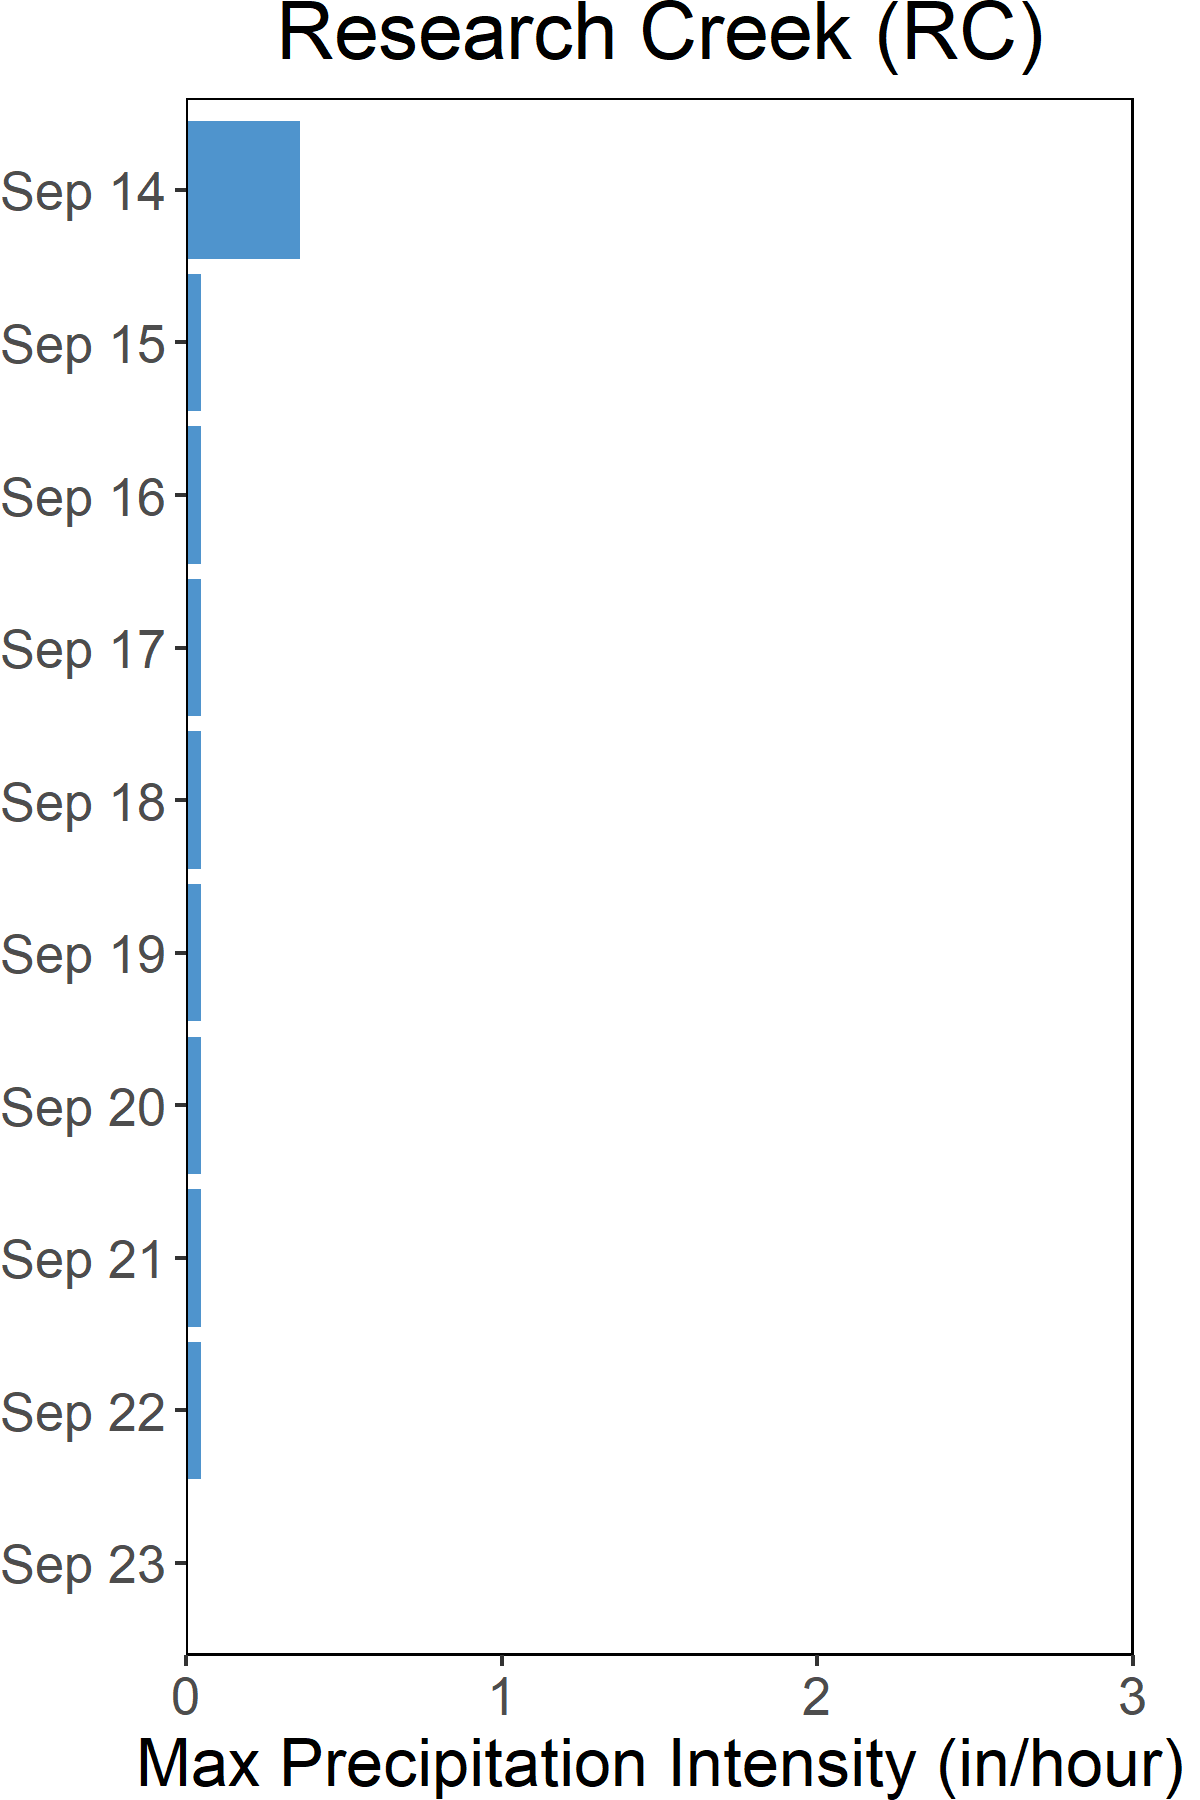 Research Creek (RC)
Sep 14
Sep 15
Sep 16
Sep 17
Sep 18
Sep 19
Sep 20
Sep 21
Sep 22
Sep 23
0 1 2 3
Max Precipitation Intensity (in/hour)